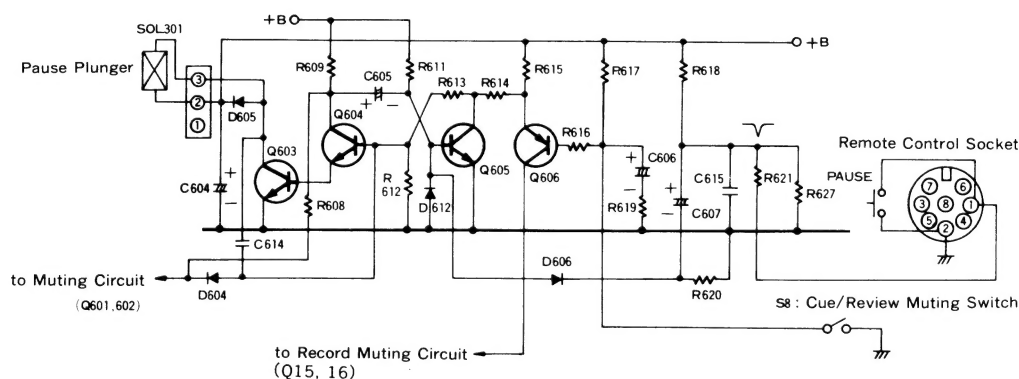 SOL301
+B
+B
Pause Plunger
3
2
1
D605
R609
C605
R611
R613
R614
R615
R617
R618
+
-
Q604
Q603
Q605
Q606
R616
C604
+
-
R608
R
612
D612
C606
+
-
R619
+
-
C607
C615
R621
R627
Remote Control Socket
PAUSE
7
6
3
8
1
5
4
2
C614
to Muting Circuit
(Q601,602)
D604
D606
R620
S8 : Cue/Review Muting Switch
to Record Muting Circuit
(Q15, 16)